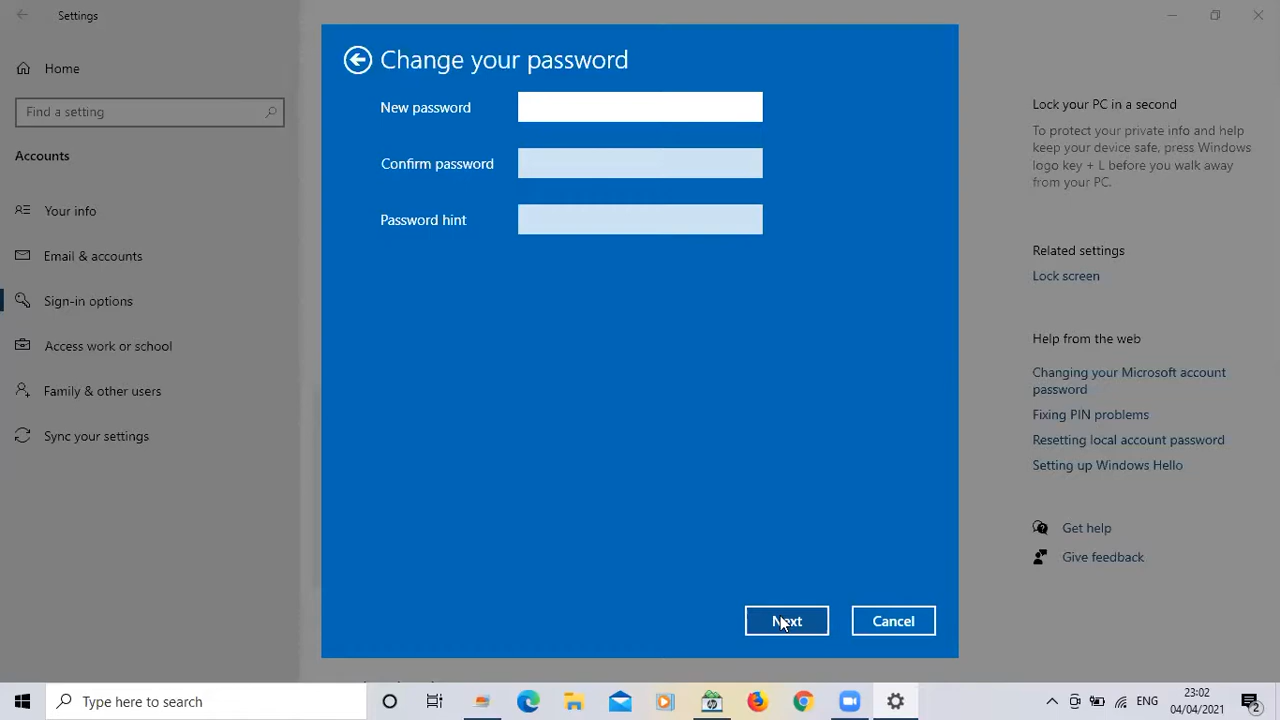 Settings
Home
Find a setting
Accounts
Your info
Email & accounts
Sign-in options
Access work or school
Family & other users
Sync your settings
Change your password
New password
Confirm password
Password hint
Next
Cancel
Lock your PC in a second
To protect your private info and help
keep your device safe, press Windows
logo key + L before you walk away
from your PC.
Related settings
Lock screen
Help from the web
Changing your Microsoft account
password
Fixing PIN problems
Resetting local account password
Setting up Windows Hello
Get help
Give feedback
Type here to search
ENG
23:02
04/04/2021
2